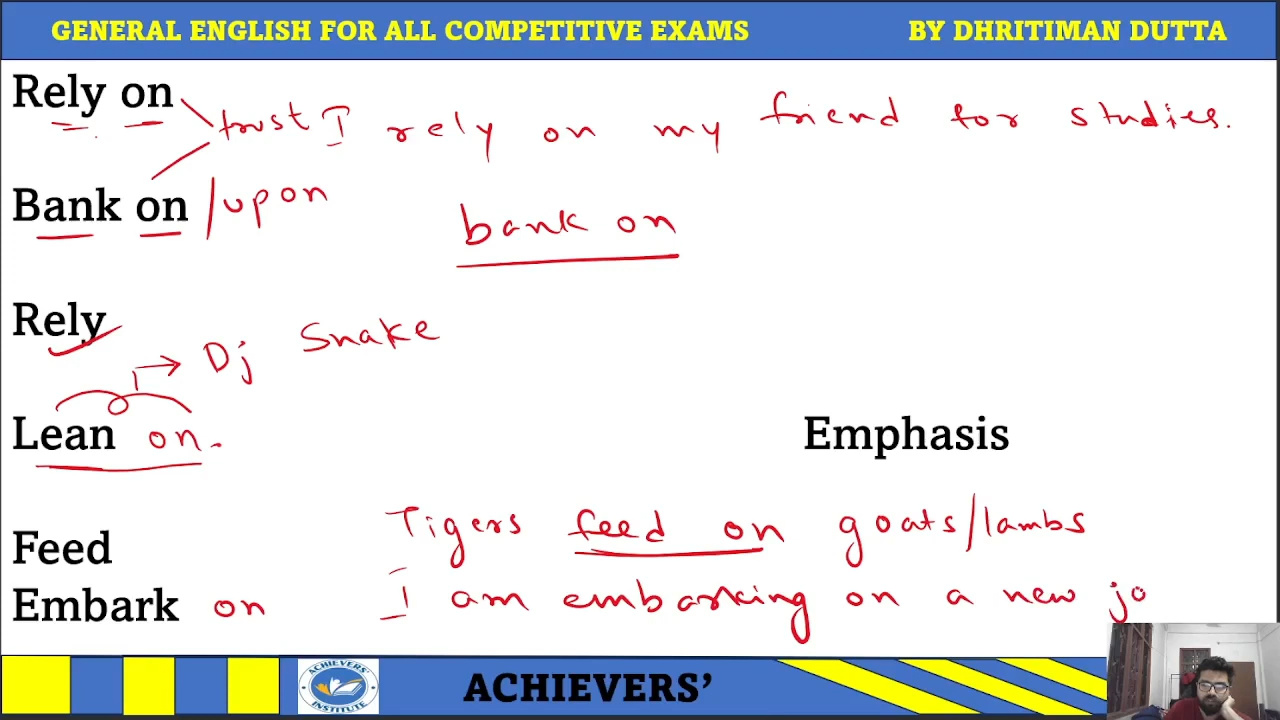 GENERAL ENGLISH FOR ALL COMPETITIVE EXAMS BY DHRITIMAN DUTTA
Rely on trust I rely on my friend for studies.
Bank on /upon bank on
Rely
Dj Snake
Lean on. Emphasis
Tigers feed on goats/lambs
Feed
Embark on I am embarking on a new jo
ACHIEVERS' INSTITUTE
ACHIEVERS’